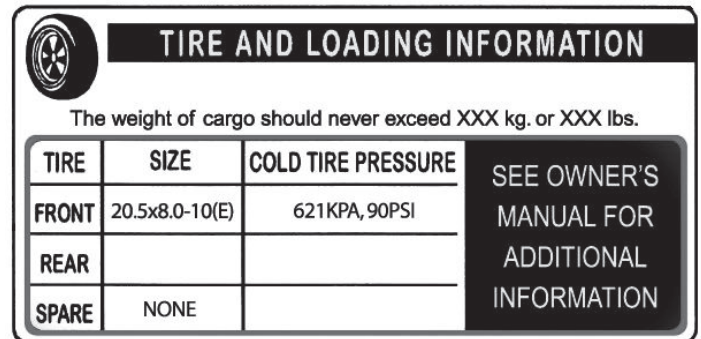 TIRE AND LOADING INFORMATION
The weight of cargo should never exceed XXX kg. or XXX lbs.
TIRE SIZE COLD TIRE PRESSURE
FRONT 20.5x8.0-10(E) 621KPA, 90PSI
REAR
SPARE NONE
SEE OWNER'S
MANUAL FOR
ADDITIONAL
INFORMATION